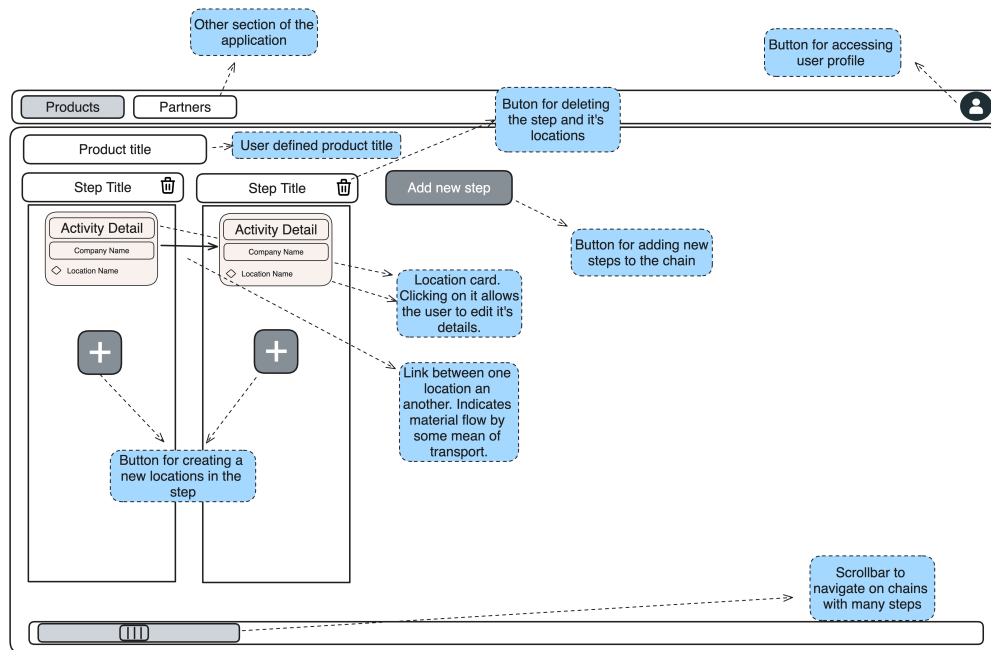 Other section of the
application
Button for accessing
user profile
Products
Partners
Buton for deleting
the step and it's
locations
Product title
User defined product title
Step Title
Step Title
Add new step
Activity Detail
Company Name
Location Name
Activity Detail
Company Name
Location Name
Button for adding new
steps to the chain
Location card.
Clicking on it allows
the user to edit it's
details.
Link between one
location an
another. Indicates
material flow by
some mean of
transport.
Button for creating a
new locations in the
step
Scrollbar to
navigate on chains
with many steps